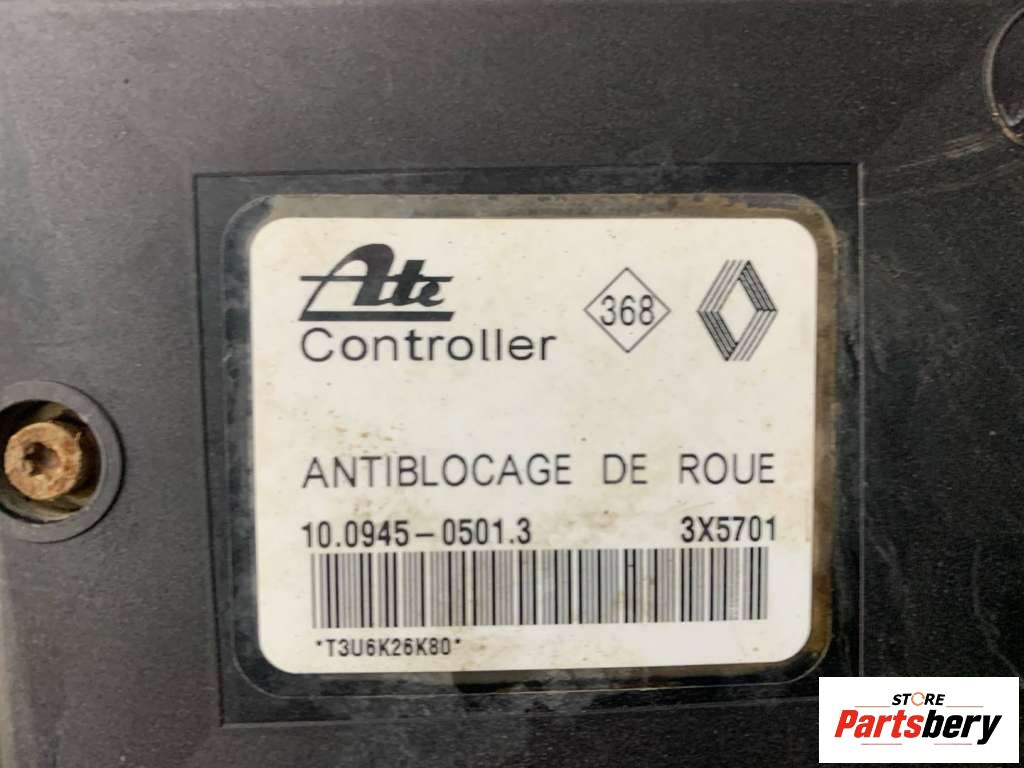 Ate
Controller
368
ANTIBLOCAGE DE ROUE
10.0945-0501.3 3X5701
*T3U6K26K80*
STORE
Partsbery